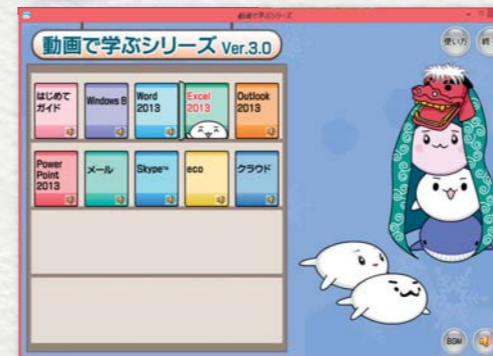 動画で学ぶシリーズ
動画で学ぶシリーズ Ver.3.0
使い方
終
はじめて
ガイド
Windows 8
Word
2013
Excel
2013
Outlook
2013
Power
Point
2013
メール
Skype™
eco
クラウド
BGM